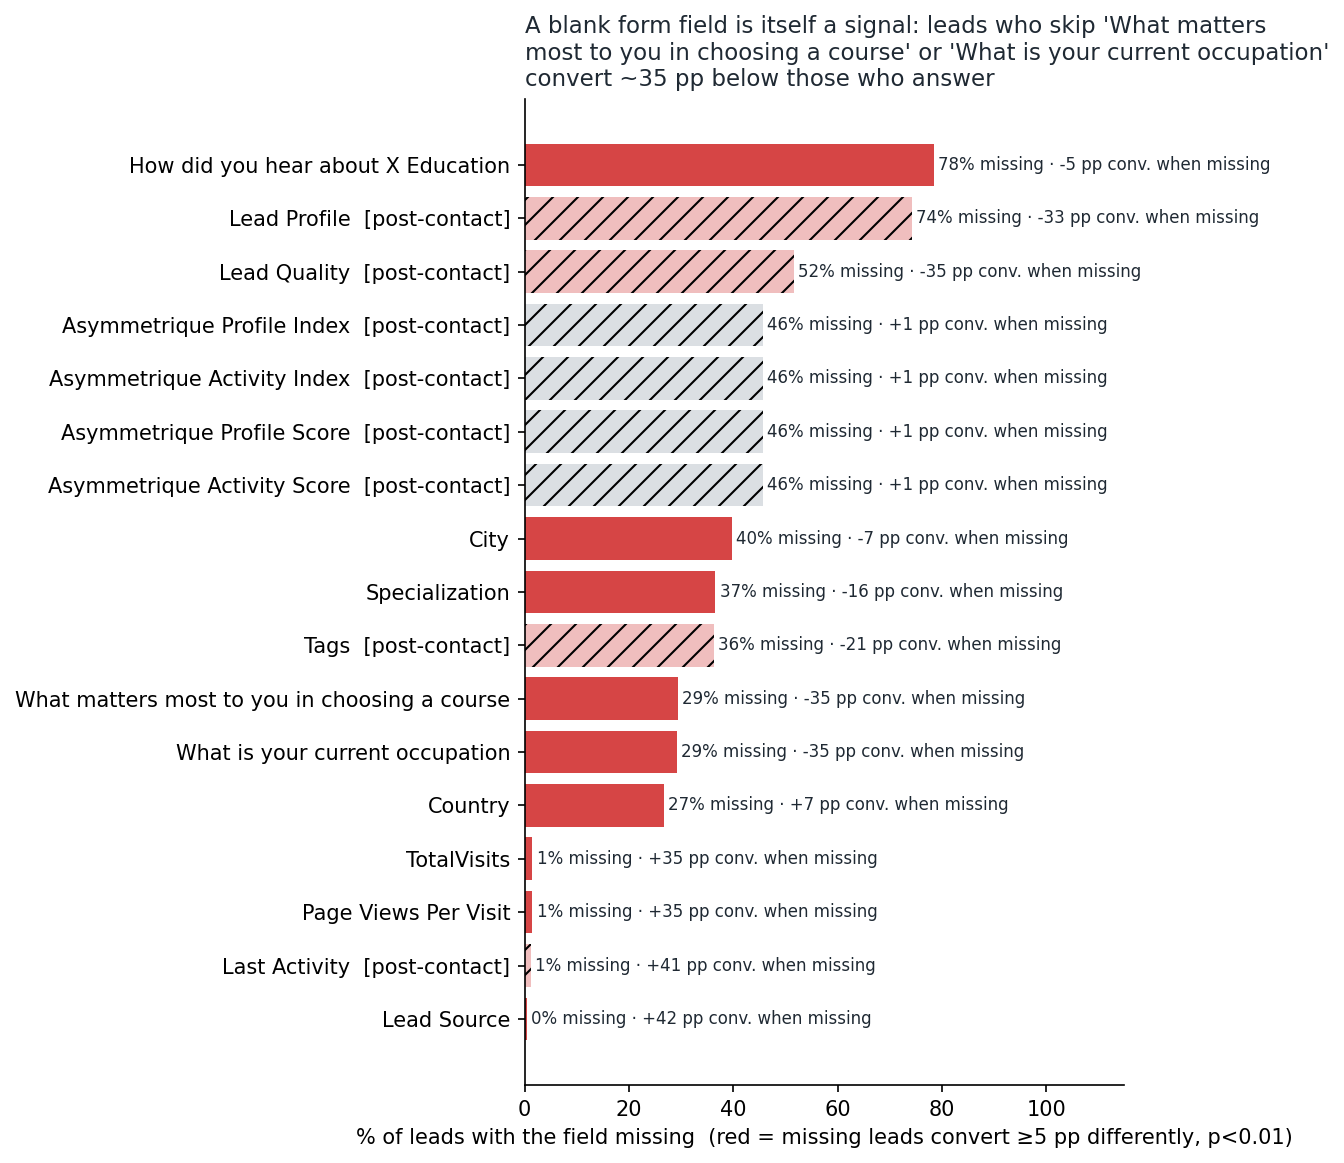 A blank form field is itself a signal: leads who skip 'What matters
most to you in choosing a course' or 'What is your current occupation'
convert ~35 pp below those who answer
How did you hear about X Education 78% missing · -5 pp conv. when missing
Lead Profile [post-contact] 74% missing · -33 pp conv. when missing
Lead Quality [post-contact] 52% missing · -35 pp conv. when missing
Asymmetrique Profile Index [post-contact] 46% missing · +1 pp conv. when missing
Asymmetrique Activity Index [post-contact] 46% missing · +1 pp conv. when missing
Asymmetrique Profile Score [post-contact] 46% missing · +1 pp conv. when missing
Asymmetrique Activity Score [post-contact] 46% missing · +1 pp conv. when missing
City 40% missing · -7 pp conv. when missing
Specialization 37% missing · -16 pp conv. when missing
Tags [post-contact] 36% missing · -21 pp conv. when missing
What matters most to you in choosing a course 29% missing · -35 pp conv. when missing
What is your current occupation 29% missing · -35 pp conv. when missing
Country 27% missing · +7 pp conv. when missing
TotalVisits 1% missing · +35 pp conv. when missing
Page Views Per Visit 1% missing · +35 pp conv. when missing
Last Activity [post-contact] 1% missing · +41 pp conv. when missing
Lead Source 0% missing · +42 pp conv. when missing
0 20 40 60 80 100
% of leads with the field missing (red = missing leads convert ≥5 pp differently, p<0.01)